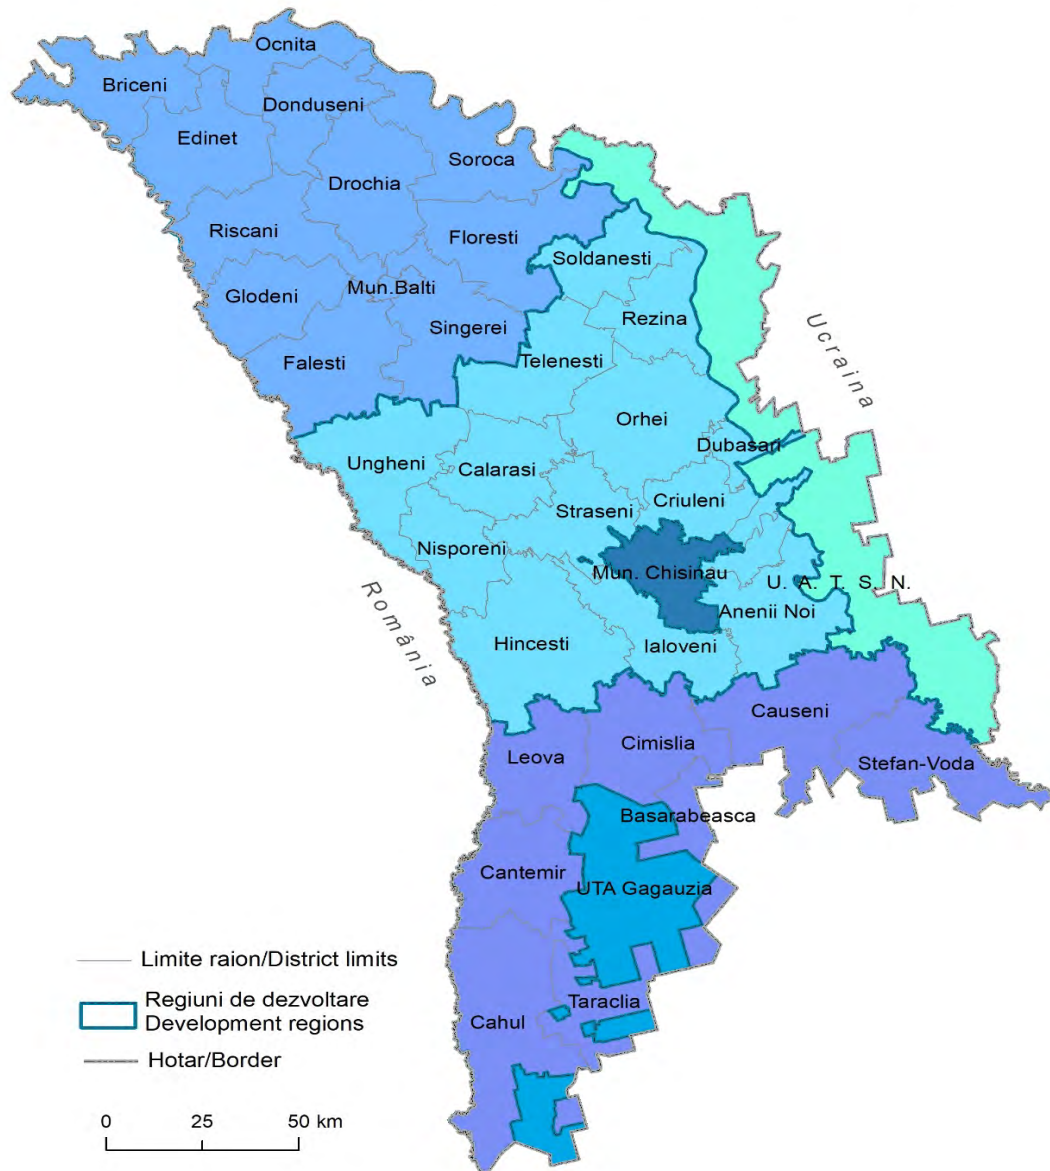 Ocnita
Briceni
Donduseni
Edinet
Soroca
Drochia
Riscani
Floresti
Soldanesti
Mun.Balti
Glodeni
Rezina
Singerei
Falesti
Telenesti
Ucraina
Orhei
Dubasari
Ungheni
Calarasi
Criuleni
Straseni
Nisporeni
Mun. Chisinau
U. A. T. S. N.
Anenii Noi
România
Hincesti
Ialoveni
Causeni
Cimislia
Leova
Stefan-Voda
Basarabeasca
Cantemir
UTA Gagauzia
Taraclia
Cahul
Limite raion/District limits
Regiuni de dezvoltare
Development regions
Hotar/Border
0 25 50 km